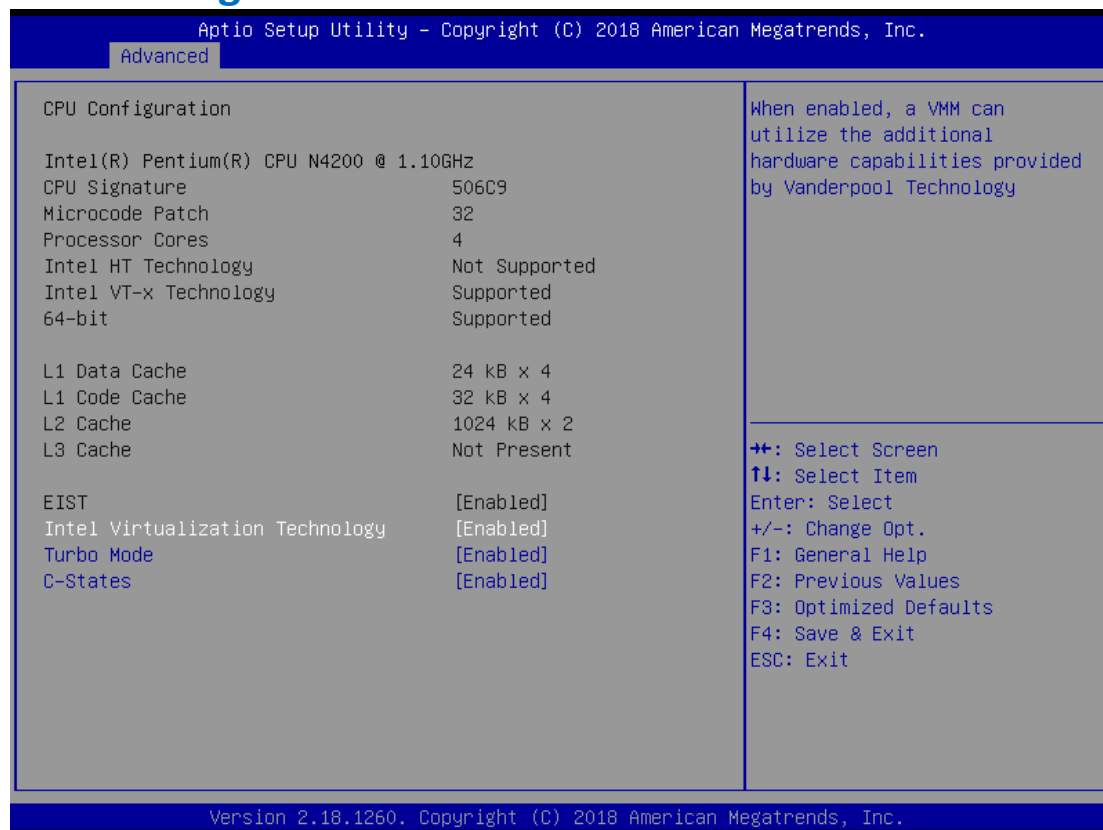 Aptio Setup Utility – Copyright (C) 2018 American Megatrends, Inc.
Advanced
CPU Configuration
Intel(R) Pentium(R) CPU N4200 @ 1.10GHz
CPU Signature 506C9
Microcode Patch 32
Processor Cores 4
Intel HT Technology Not Supported
Intel VT-x Technology Supported
64-bit Supported
L1 Data Cache 24 kB x 4
L1 Code Cache 32 kB x 4
L2 Cache 1024 kB x 2
L3 Cache Not Present
EIST [Enabled]
Intel Virtualization Technology [Enabled]
Turbo Mode [Enabled]
C-States [Enabled]
When enabled, a VMM can
utilize the additional
hardware capabilities provided
by Vanderpool Technology
→←: Select Screen
↑↓: Select Item
Enter: Select
+/-: Change Opt.
F1: General Help
F2: Previous Values
F3: Optimized Defaults
F4: Save & Exit
ESC: Exit
Version 2.18.1260. Copyright (C) 2018 American Megatrends, Inc.